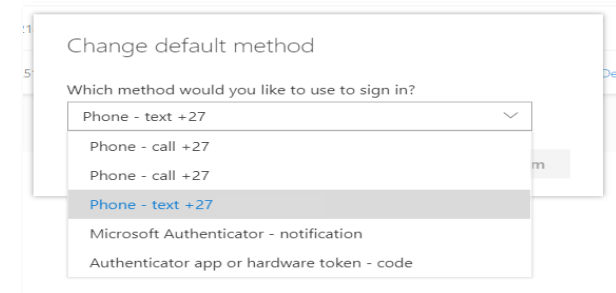 Change default method
Which method would you like to use to sign in?
Phone - text +27
Phone - call +27
Phone - call +27
Phone - text +27
Microsoft Authenticator - notification
Authenticator app or hardware token - code